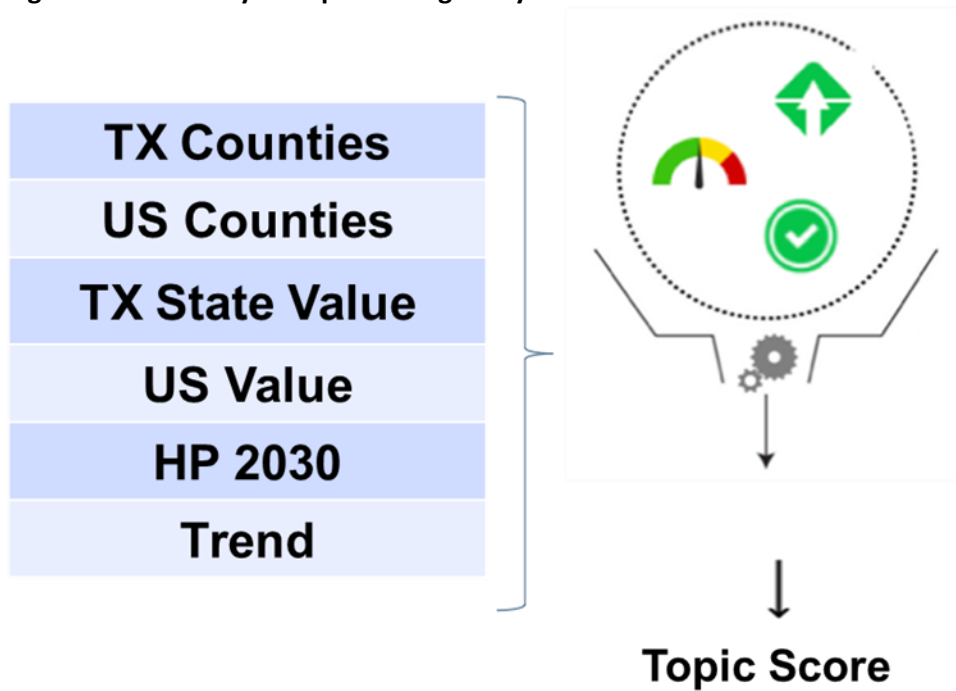 TX Counties
US Counties
TX State Value
US Value
HP 2030
Trend
Topic Score